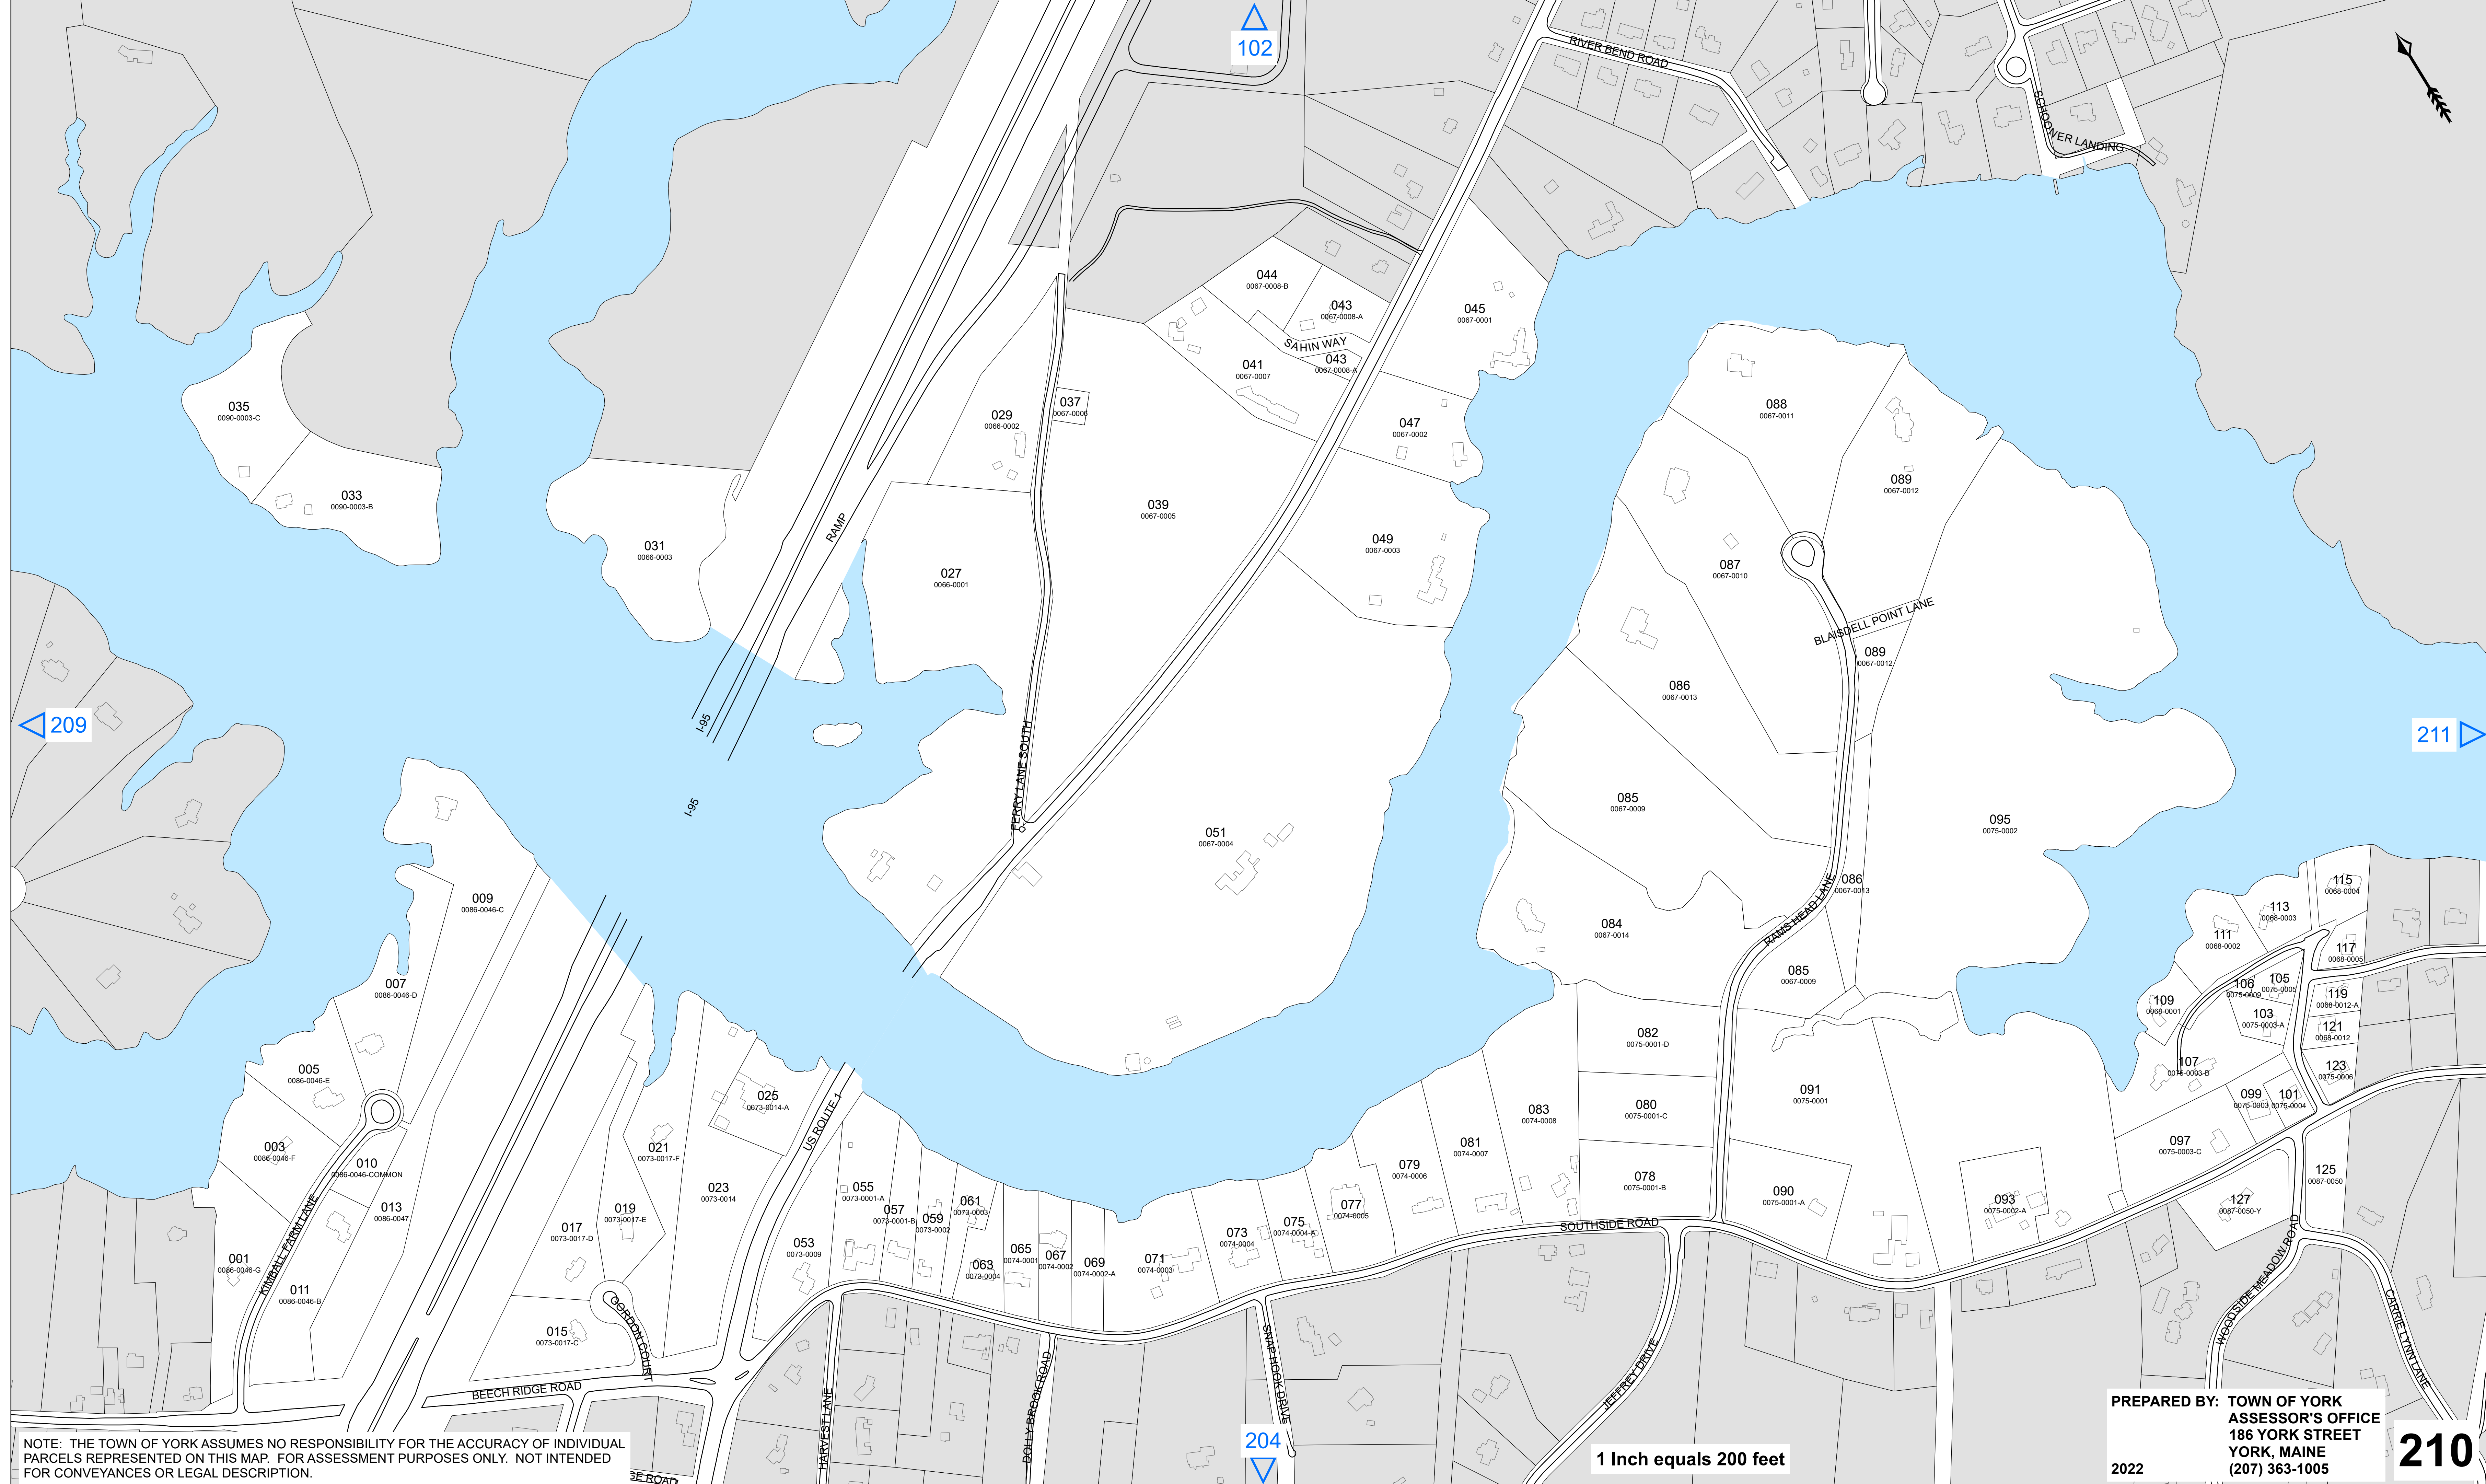 102
RIVER BEND ROAD
SCHOONER LANDING
044
0067-0008-B
043
0067-0008-A
045
0067-0001
SAHIN WAY
043
0067-0008-A
041
0067-0007
035
0090-0003-C
037
0067-0006
029
0066-0002
047
0067-0002
088
0067-0011
033
0090-0003-B
089
0067-0012
039
0067-0005
RAMP
031
0066-0003
049
0067-0003
027
0066-0001
087
0067-0010
BLAISDELL POINT LANE
089
0067-0012
086
0067-0013
209
I-95
211
FERRY LANE SOUTH
I-95
085
0067-0009
051
0067-0004
095
0075-0002
086
0067-0013
RAMS HEAD LANE
009
0086-0046-C
084
0067-0014
085
0067-0009
115
0068-0004
113
0068-0003
111
0068-0002
117
0068-0005
007
0086-0046-D
106
0075-0009
105
0075-0005
119
0068-0012-A
109
0068-0001
103
0075-0003-A
121
0068-0012
082
0075-0001-D
107
0075-0003-B
123
0075-0006
005
0086-0046-E
025
0073-0014-A
091
0075-0001
099
0075-0003
101
0075-0004
080
0075-0001-C
083
0074-0008
US ROUTE 1
003
0086-0046-F
021
0073-0017-F
081
0074-0007
097
0075-0003-C
010
0086-0046-COMMON
079
0074-0006
078
0075-0001-B
125
0087-0050
023
0073-0014
055
0073-0001-A
090
0075-0001-A
093
0075-0002-A
127
0087-0050-Y
013
0086-0047
019
0073-0017-E
057
0073-0001-B
059
0073-0002
061
0073-0003
077
0074-0005
017
0073-0017-D
075
0074-0004-A
073
0074-0004
SOUTHSIDE ROAD
053
0073-0009
063
0073-0004
065
0074-0001
067
0074-0002
069
0074-0002-A
071
0074-0003
001
0086-0046-G
KIMBALL FARM LANE
011
0086-0046-B
015
0073-0017-C
GORDON COURT
BEECH RIDGE ROAD
HARVEST LANE
DOLLY BROOK ROAD
SNAP HOOK DRIVE
JEFFREY DRIVE
WOODSIDE MEADOW ROAD
CARRIE LYNN LANE
204
NOTE: THE TOWN OF YORK ASSUMES NO RESPONSIBILITY FOR THE ACCURACY OF INDIVIDUAL
PARCELS REPRESENTED ON THIS MAP. FOR ASSESSMENT PURPOSES ONLY. NOT INTENDED
FOR CONVEYANCES OR LEGAL DESCRIPTION.
ROAD
1 Inch equals 200 feet
PREPARED BY: TOWN OF YORK
ASSESSOR'S OFFICE
186 YORK STREET
YORK, MAINE
2022 (207) 363-1005
210